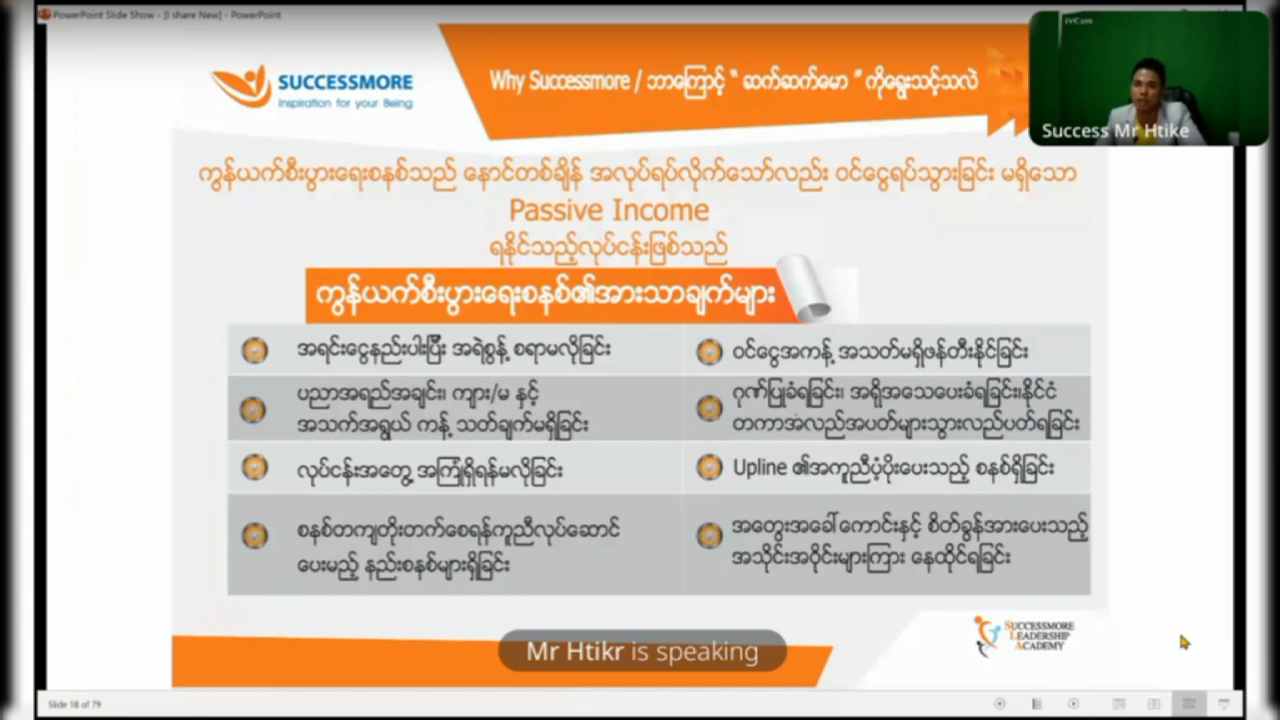 PowerPoint Slide Show - [I share New] - PowerPoint
iVCam
SUCCESSMORE
Inspiration for your Being
Why Successmore / ဘာကြောင့် “ ဆက်ဆက်မော ” ကိုရွေးသင့်သလဲ
Success Mr Htike
ကွန်ယက်စီးပွားရေးစနစ်သည် နောင်တစ်ချိန် အလုပ်ရပ်လိုက်သော်လည်း ဝင်ငွေရပ်သွားခြင်း မရှိသော
Passive Income
ရနိုင်သည့်လုပ်ငန်းဖြစ်သည်
ကွန်ယက်စီးပွားရေးစနစ်၏အားသာချက်များ
အရင်းငွေနည်းပါးပြီး အရဲစွန့် စရာမလိုခြင်း
ပညာအရည်အချင်း၊ ကျား/မ နှင့်
အသက်အရွယ် ကန့် သတ်ချက်မရှိခြင်း
လုပ်ငန်းအတွေ့ အကြုံရှိရန်မလိုခြင်း
စနစ်တကျတိုးတက်စေရန်ကူညီလုပ်ဆောင်
ပေးမည့် နည်းစနစ်များရှိခြင်း
ဝင်ငွေအကန့် အသတ်မရှိဖန်တီးနိုင်ခြင်း
ဂုဏ်ပြုခံရခြင်း၊ အရိုအသေပေးခံရခြင်း၊နိုင်ငံ
တကာအလည်အပတ်များသွားလည်ပတ်ရခြင်း
Upline ၏အကူညီပံ့ပိုးပေးသည့် စနစ်ရှိခြင်း
အတွေးအခေါ်ကောင်းနှင့် စိတ်ခွန်အားပေးသည့်
အသိုင်းအဝိုင်းများကြား နေထိုင်ရခြင်း
SUCCESSMORE
LEADERSHIP
ACADEMY
Mr Htikr is speaking
Slide 18 of 79